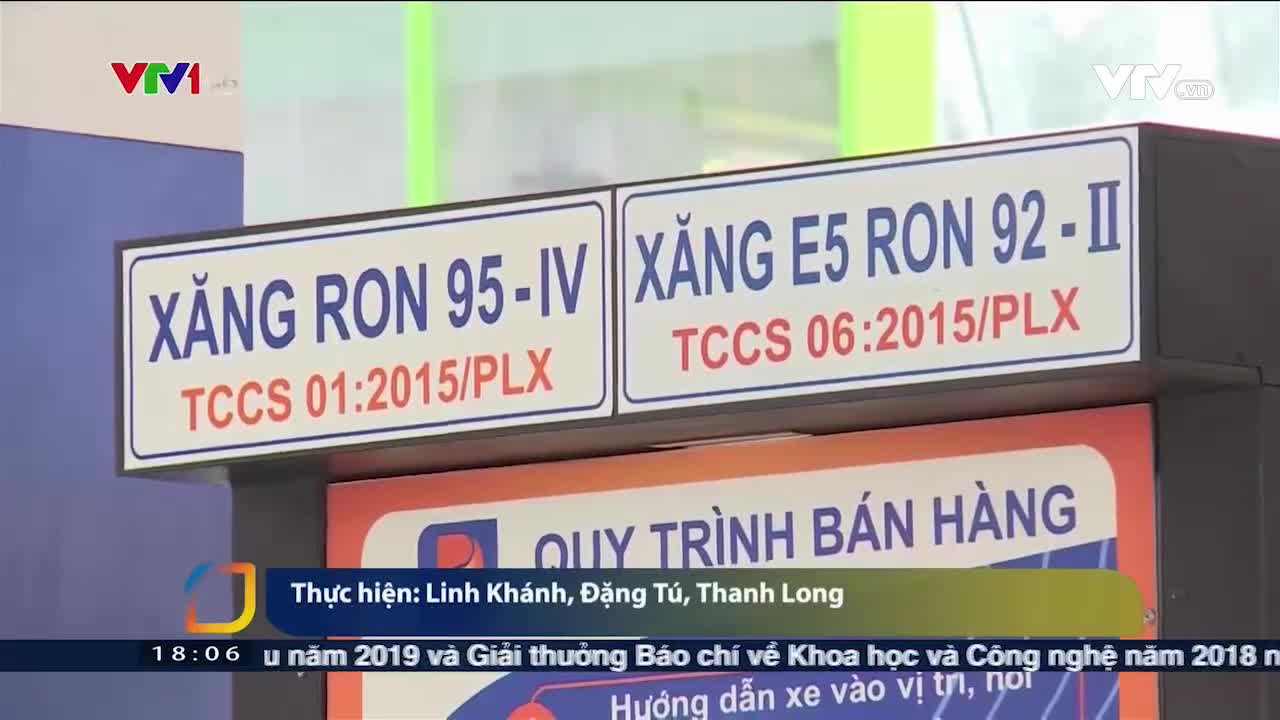 VTV1
VTV.vn
XĂNG RON 95-IV
TCCS 01:2015/PLX
XĂNG E5 RON 92-II
TCCS 06:2015/PLX
QUY TRÌNH BÁN HÀNG
Thực hiện: Linh Khánh, Đặng Tú, Thanh Long
18:06
u năm 2019 và Giải thưởng Báo chí về Khoa học và Công nghệ năm 2018 n
Hướng dẫn xe vào vị trí, nơi